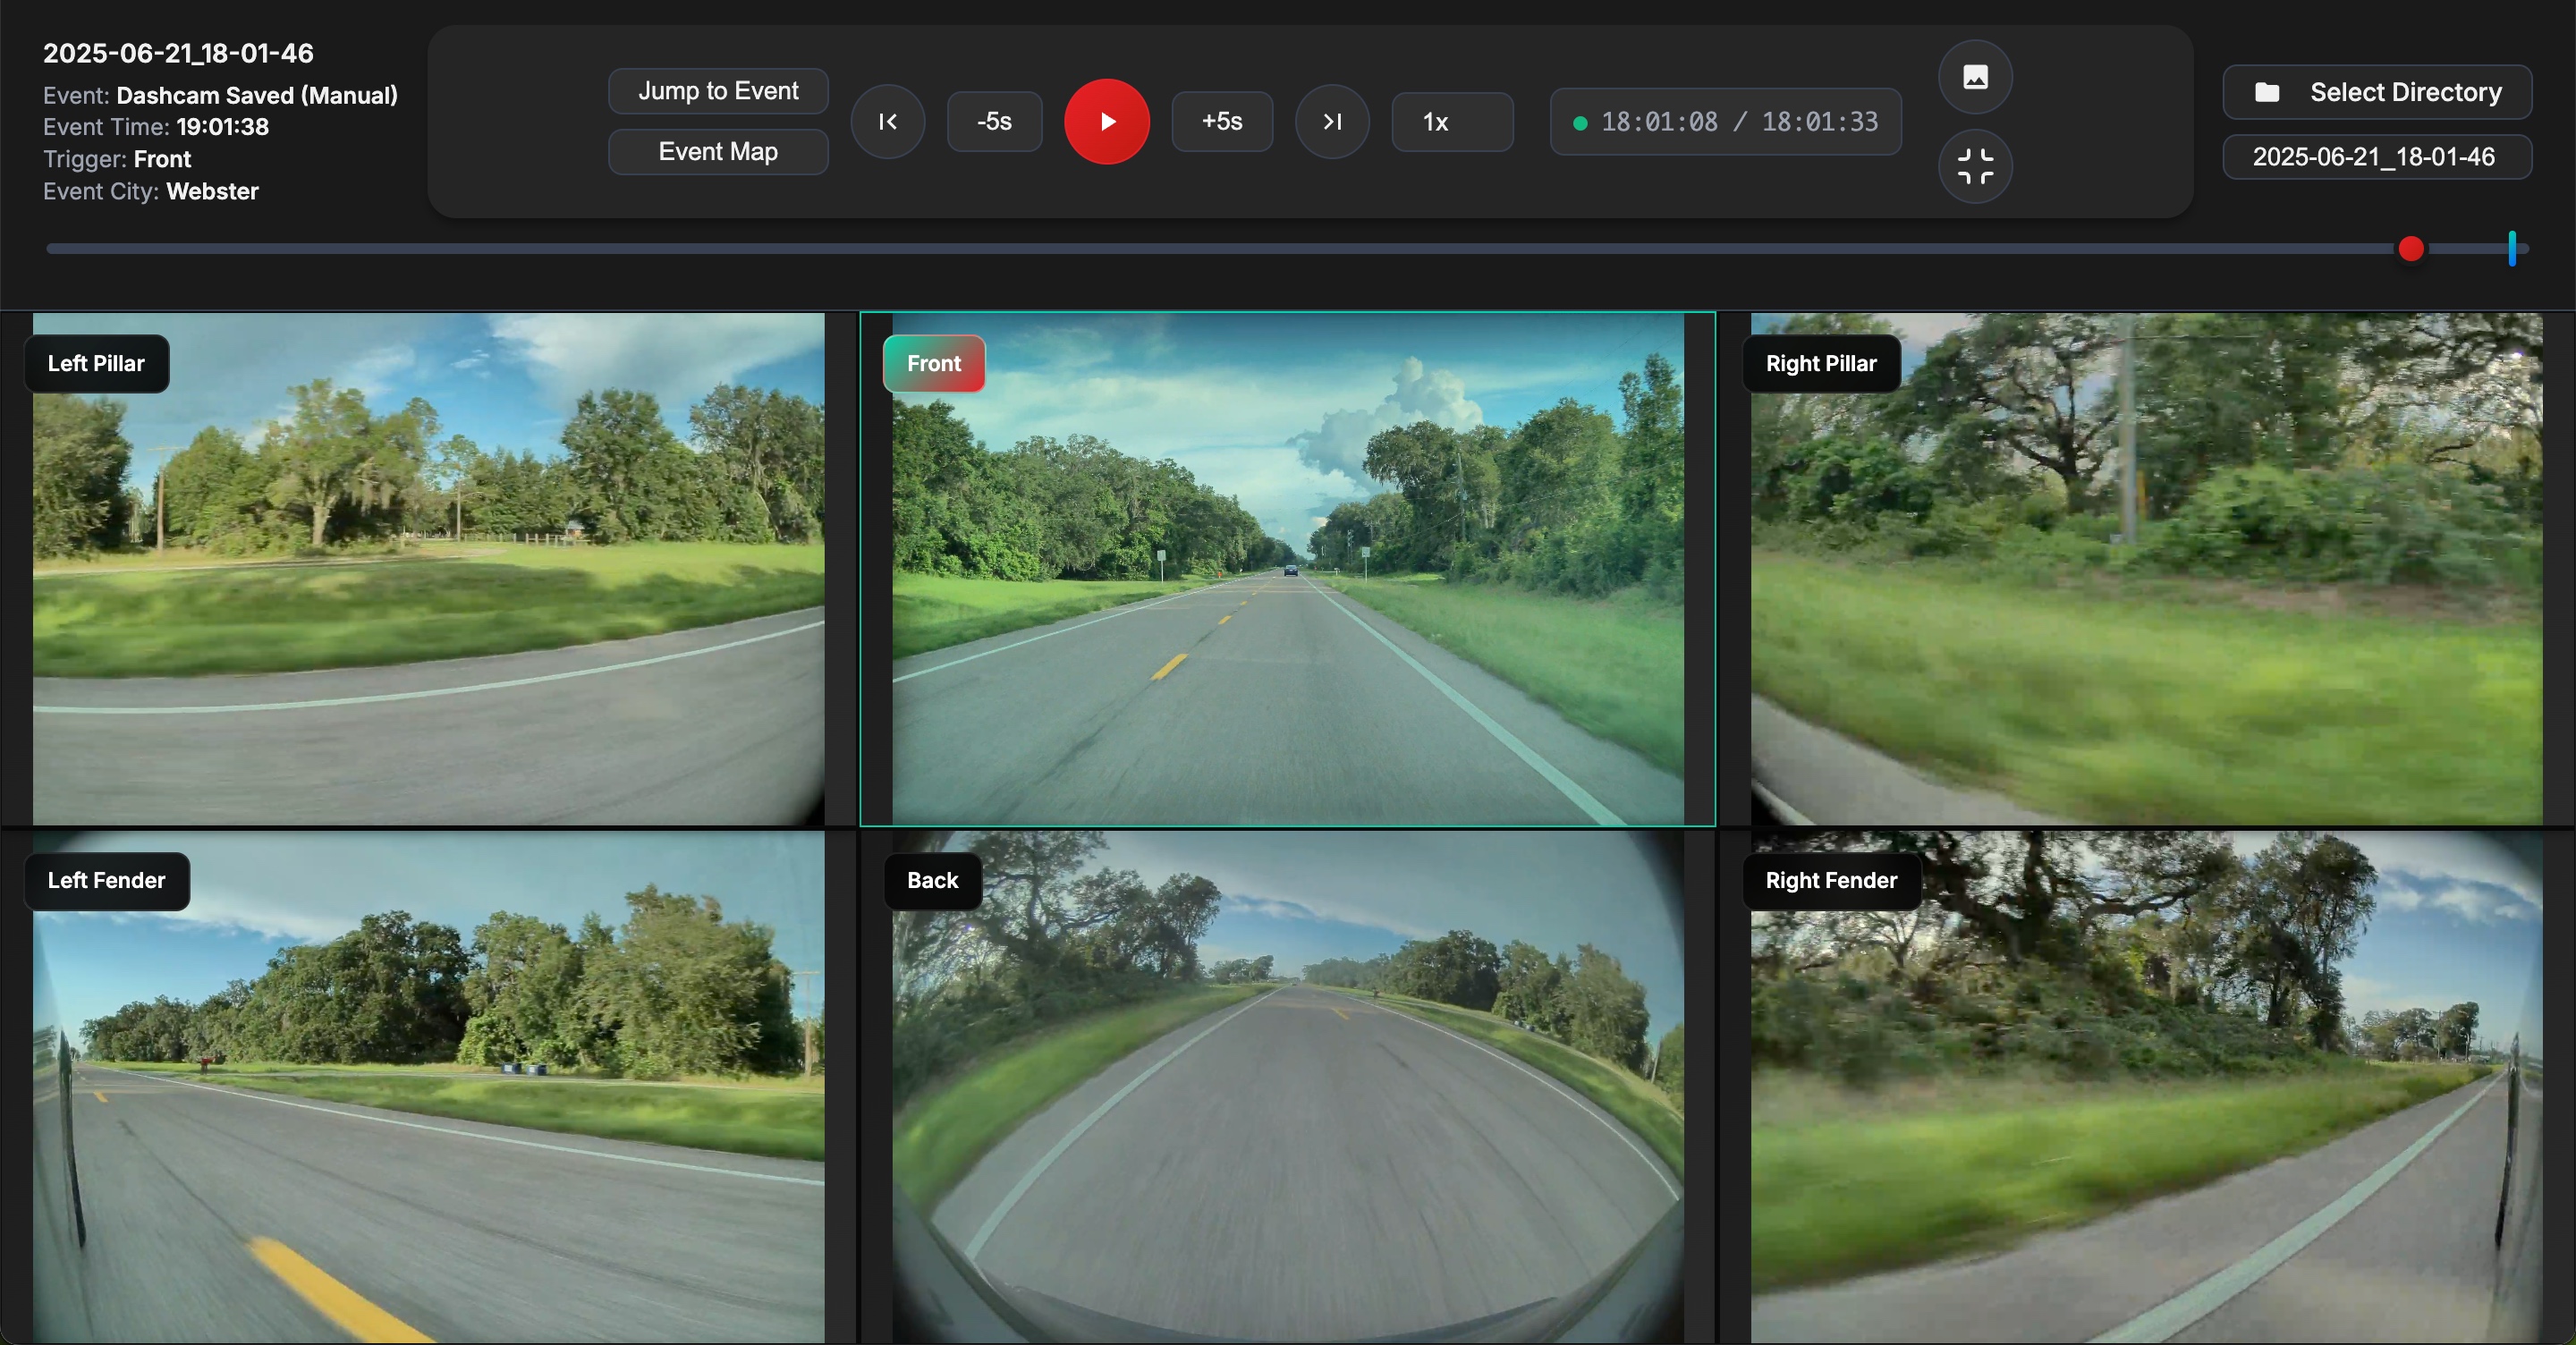 2025-06-21_18-01-46
Event: Dashcam Saved (Manual)
Event Time: 19:01:38
Trigger: Front
Event City: Webster
Jump to Event
Event Map
-5s
+5s
1x
18:01:08 / 18:01:33
Select Directory
2025-06-21_18-01-46
Left Pillar
Front
Right Pillar
Left Fender
Back
Right Fender